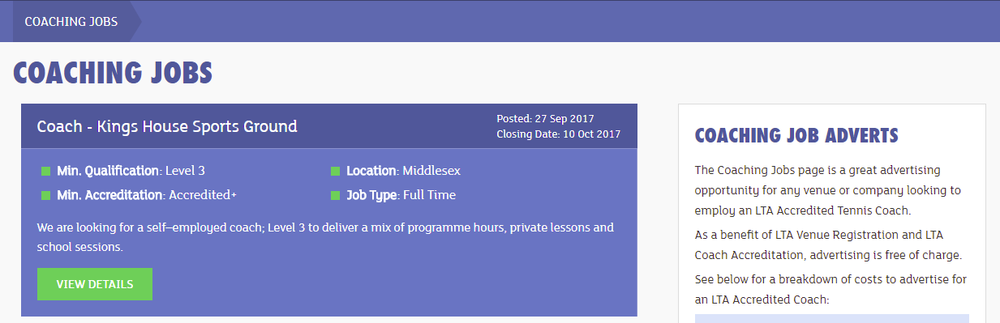 COACHING JOBS
COACHING JOBS
Coach - Kings House Sports Ground
Posted: 27 Sep 2017
Closing Date: 10 Oct 2017
Min. Qualification: Level 3
Location: Middlesex
Min. Accreditation: Accredited+
Job Type: Full Time
We are looking for a self–employed coach; Level 3 to deliver a mix of programme hours, private lessons and
school sessions.
VIEW DETAILS
COACHING JOB ADVERTS
The Coaching Jobs page is a great advertising
opportunity for any venue or company looking to
employ an LTA Accredited Tennis Coach.
As a benefit of LTA Venue Registration and LTA
Coach Accreditation, advertising is free of charge.
See below for a breakdown of costs to advertise for
an LTA Accredited Coach: